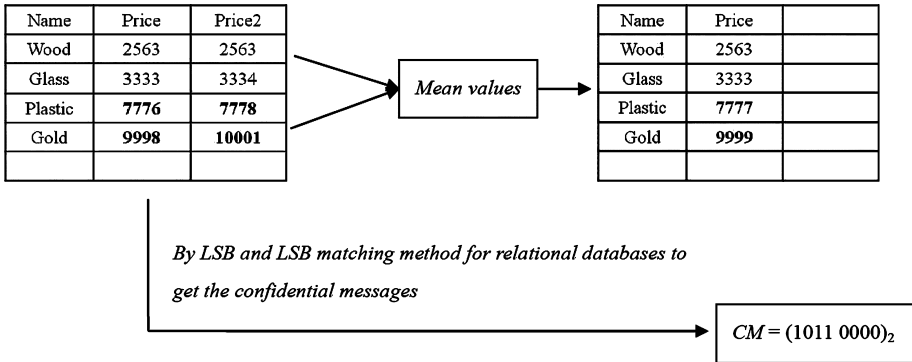 Name Price Price2
Wood 2563 2563
Glass 3333 3334
Plastic 7776 7778
Gold 9998 10001
Mean values
Name Price
Wood 2563
Glass 3333
Plastic 7777
Gold 9999
By LSB and LSB matching method for relational databases to
get the confidential messages
CM = (1011 0000)₂